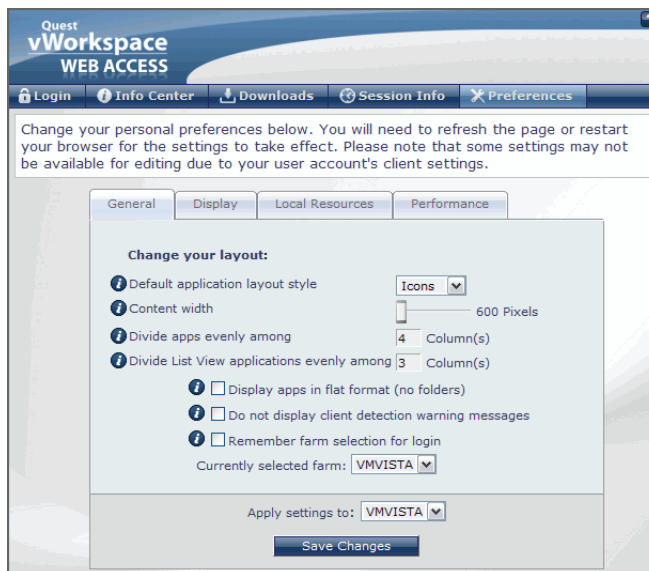 Quest
vWorkspace
WEB ACCESS
Login Info Center Downloads Session Info Preferences
Change your personal preferences below. You will need to refresh the page or restart
your browser for the settings to take effect. Please note that some settings may not
be available for editing due to your user account's client settings.
General Display Local Resources Performance
Change your layout:
Default application layout style Icons
Content width 600 Pixels
Divide apps evenly among 4 Column(s)
Divide List View applications evenly among 3 Column(s)
Display apps in flat format (no folders)
Do not display client detection warning messages
Remember farm selection for login
Currently selected farm: VMVISTA
Apply settings to: VMVISTA
Save Changes